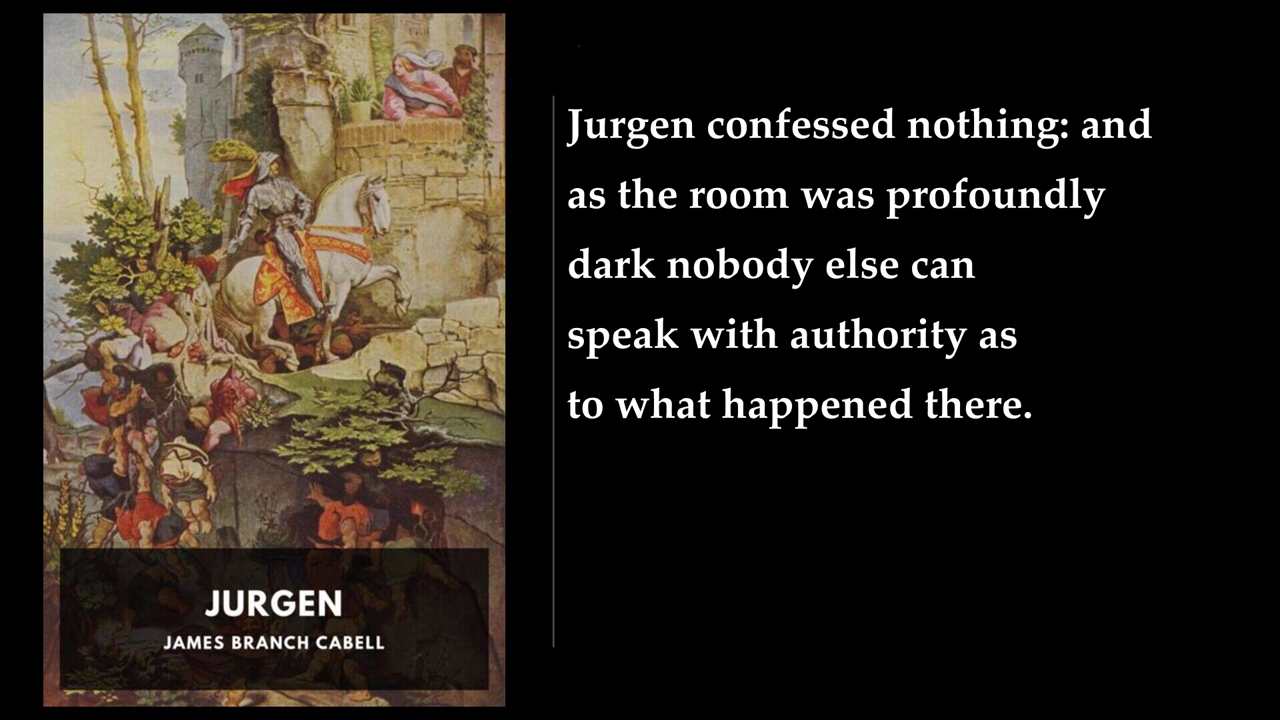 Jurgen confessed nothing: and
as the room was profoundly
dark nobody else can
speak with authority as
to what happened there.
JURGEN
JAMES BRANCH CABELL